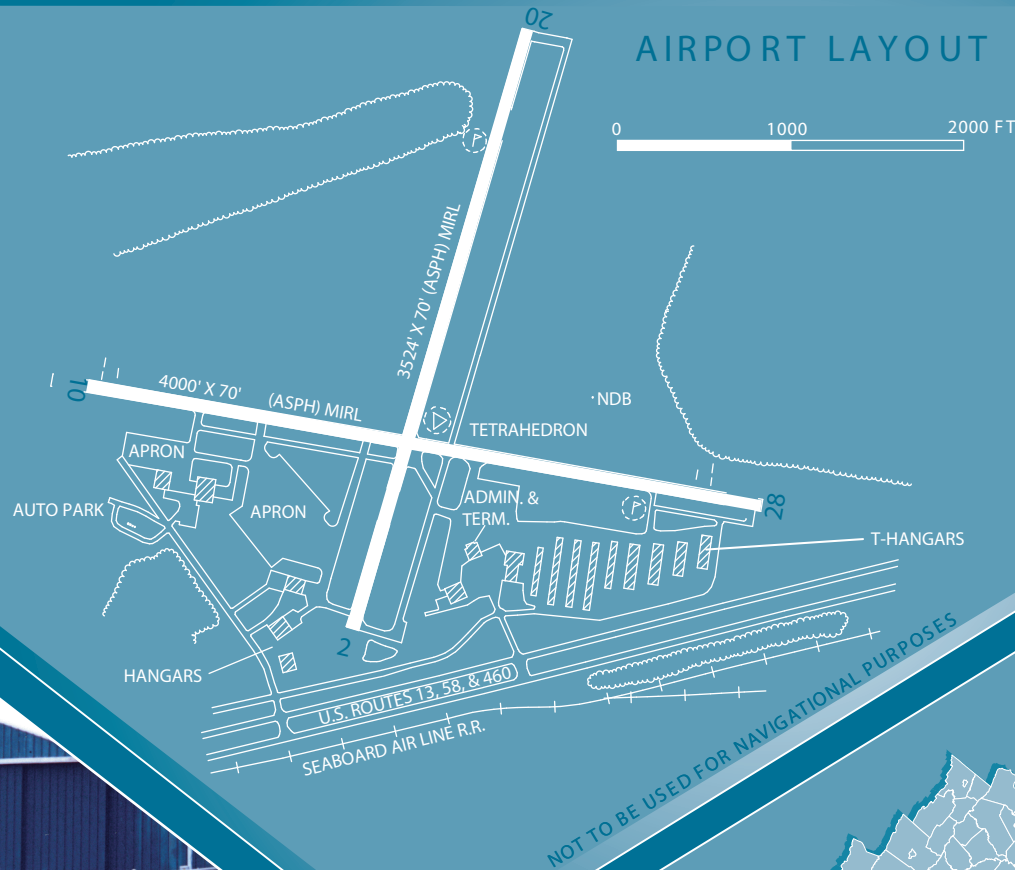 20
AIRPORT LAYOUT
0 1000 2000 FT
3524' X 70' (ASPH) MIRL
10
4000' X 70' (ASPH) MIRL
NDB
TETRAHEDRON
APRON
AUTO PARK
APRON
ADMIN. &
TERM.
28
T-HANGARS
2
HANGARS
U.S. ROUTES 13, 58, & 460
SEABOARD AIR LINE R.R.
NOT TO BE USED FOR NAVIGATIONAL PURPOSES